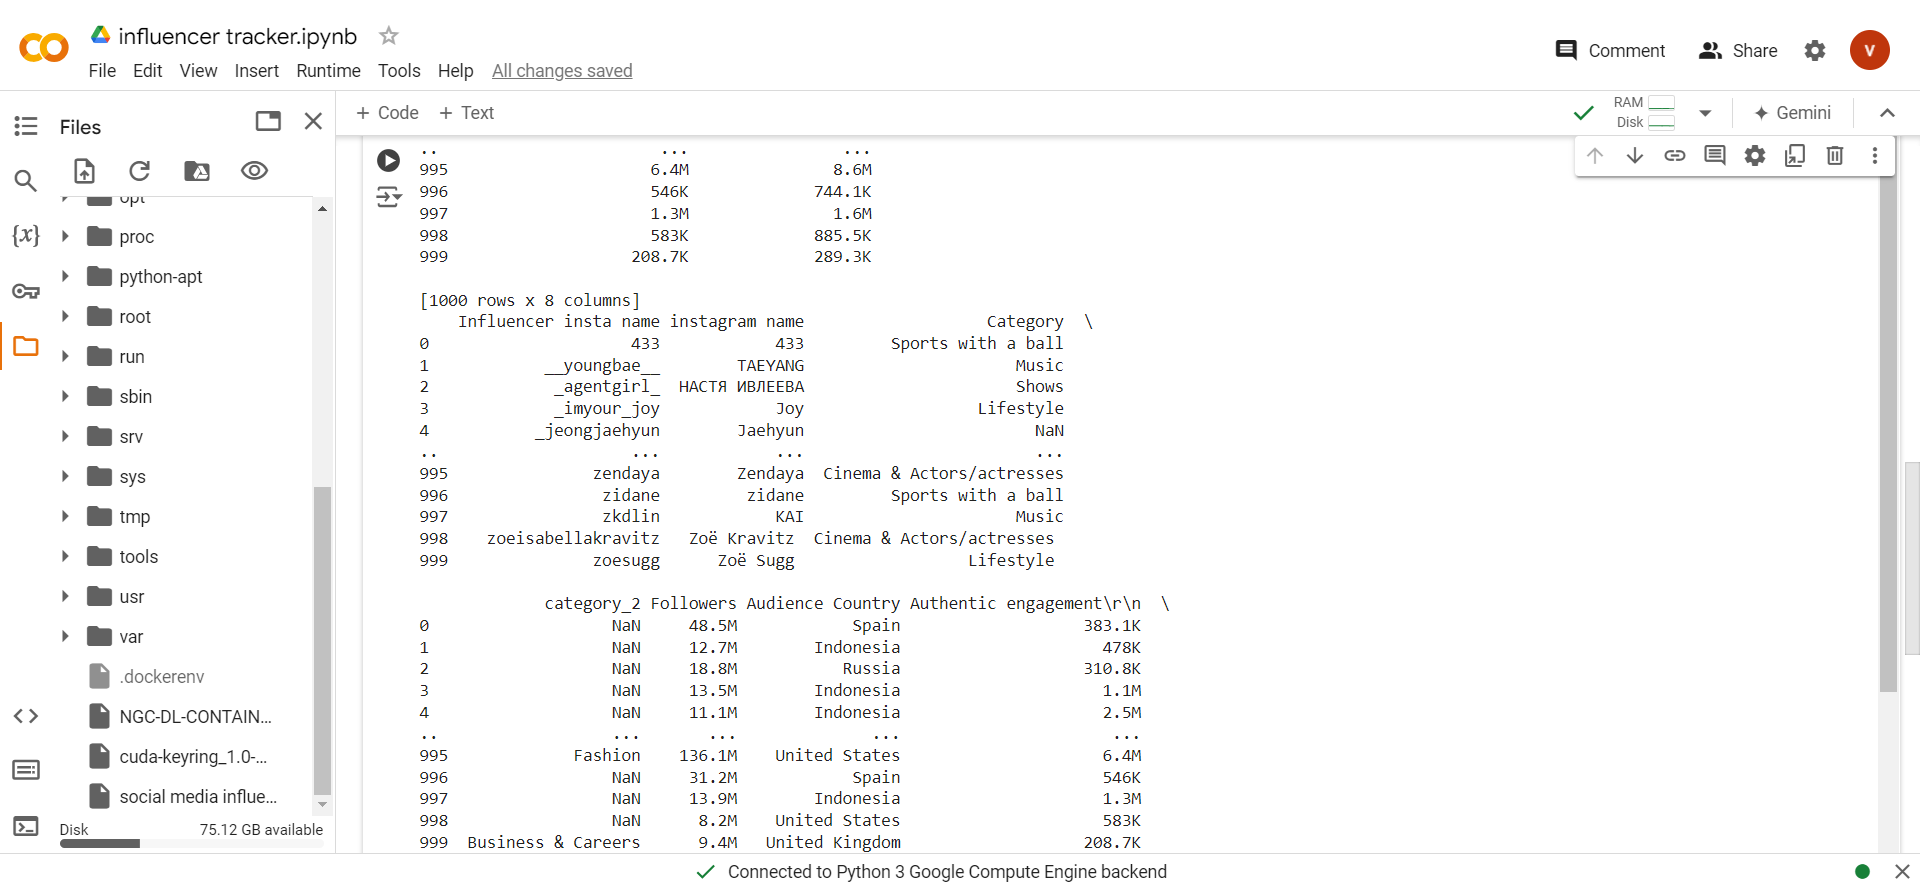 influencer tracker.ipynb
File Edit View Insert Runtime Tools Help All changes saved
Comment Share V
Files
+ Code + Text
RAM
Disk
Gemini
opt
proc
python-apt
root
run
sbin
srv
sys
tmp
tools
usr
var
.dockerenv
NGC-DL-CONTAIN...
cuda-keyring_1.0-...
social media influe...
Disk 75.12 GB available
{x}
.. ... ...
995 6.4M 8.6M
996 546K 744.1K
997 1.3M 1.6M
998 583K 885.5K
999 208.7K 289.3K
[1000 rows x 8 columns]
Influencer insta name instagram name Category \
0 433 433 Sports with a ball
1 __youngbae__ TAEYANG Music
2 _agentgirl_ НАСТЯ ИВЛЕЕВА Shows
3 _imyour_joy Joy Lifestyle
4 _jeongjaehyun Jaehyun NaN
.. ... ... ...
995 zendaya Zendaya Cinema & Actors/actresses
996 zidane zidane Sports with a ball
997 zkdlin KAI Music
998 zoeisabellakravitz Zoë Kravitz Cinema & Actors/actresses
999 zoesugg Zoë Sugg Lifestyle
category_2 Followers Audience Country Authentic engagement\r\n \
0 NaN 48.5M Spain 383.1K
1 NaN 12.7M Indonesia 478K
2 NaN 18.8M Russia 310.8K
3 NaN 13.5M Indonesia 1.1M
4 NaN 11.1M Indonesia 2.5M
.. ... ... ... ...
995 Fashion 136.1M United States 6.4M
996 NaN 31.2M Spain 546K
997 NaN 13.9M Indonesia 1.3M
998 NaN 8.2M United States 583K
999 Business & Careers 9.4M United Kingdom 208.7K
Connected to Python 3 Google Compute Engine backend